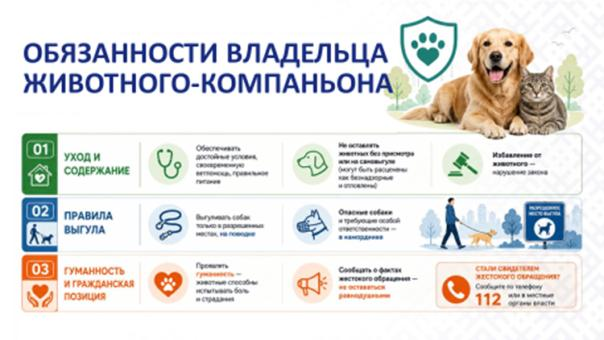 ОБЯЗАННОСТИ ВЛАДЕЛЬЦА
ЖИВОТНОГО-КОМПАНЬОНА
01
УХОД И
СОДЕРЖАНИЕ
Обеспечивать
достойные условия,
своевременную
ветпомощь, правильное
питание
Не оставлять
животных без присмотра
или на самовыгуле
(могут быть расценены
как безнадзорные
и отловлены)
Избавление от
животного —
нарушение закона
02
ПРАВИЛА
ВЫГУЛА
Выгуливать собак
только в разрешенных
местах, на поводке
Опасные собаки
и требующие особой
ответственности —
в наморднике
РАЗРЕШЕННОЕ
МЕСТО ВЫГУЛА
03
ГУМАННОСТЬ
И ГРАЖДАНСКАЯ
ПОЗИЦИЯ
Проявлять
гуманность —
животные способны
испытывать боль
и страдания
Сообщать о фактах
жестокого обращения —
не оставаться
равнодушными
СТАЛИ СВИДЕТЕЛЕМ
ЖЕСТОКОГО ОБРАЩЕНИЯ?
Сообщите по телефону
112 или в местные
органы власти